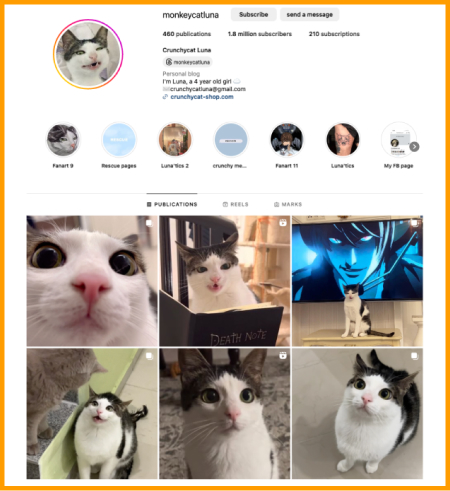 monkeycatluna
Subscribe
send a message
460 publications
1.8 million subscribers
210 subscriptions
Crunchycat Luna
monkeycatluna
Personal blog
I'm Luna, a 4 year old girl
crunchycatluna@gmail.com
crunchycat-shop.com
Fanart 9
Rescue pages
Luna'tics 2
crunchy me...
Fanart 11
Luna'tics
My FB page
PUBLICATIONS
REELS
MARKS
DEATH NOTE